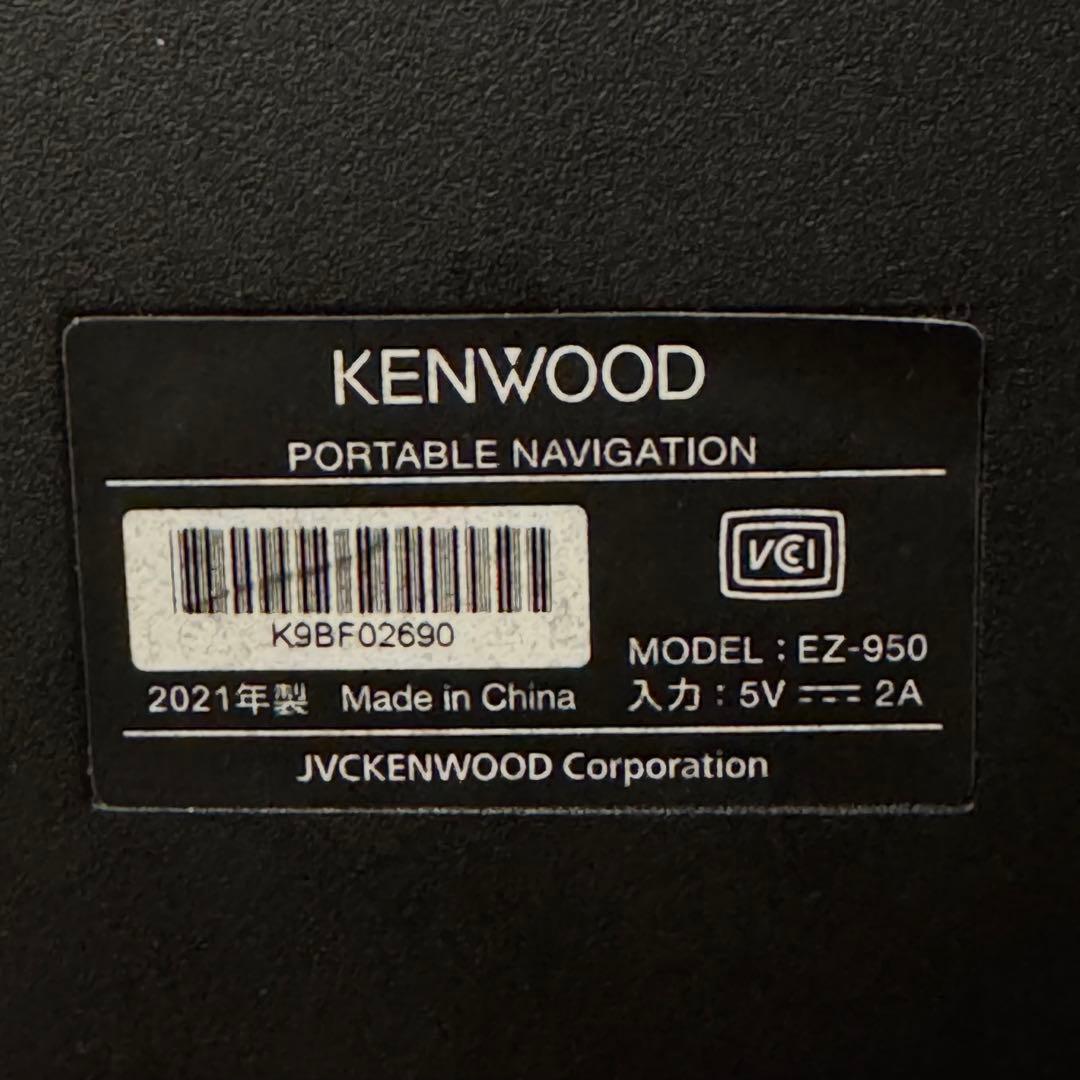 KENWOOD
PORTABLE NAVIGATION
VCI
K9BF02690
MODEL : EZ-950
2021年製 Made in China
入力 : 5V ⎓ 2A
JVCKENWOOD Corporation